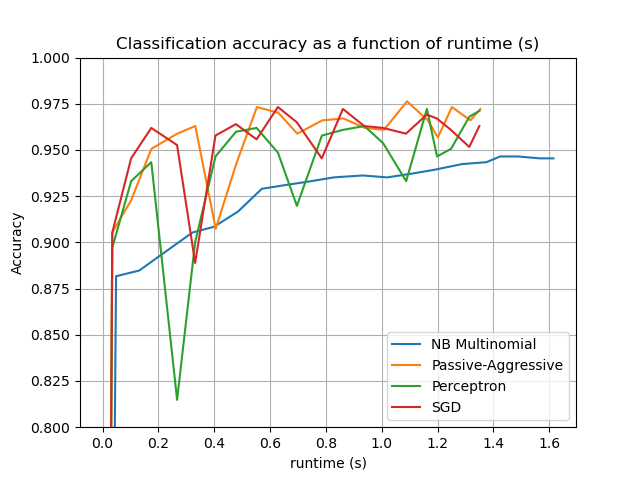 Classification accuracy as a function of runtime (s)
1.000
0.975
0.950
0.925
0.900
0.875
0.850
0.825
0.800
Accuracy
NB Multinomial
Passive-Aggressive
Perceptron
SGD
0.0 0.2 0.4 0.6 0.8 1.0 1.2 1.4 1.6
runtime (s)